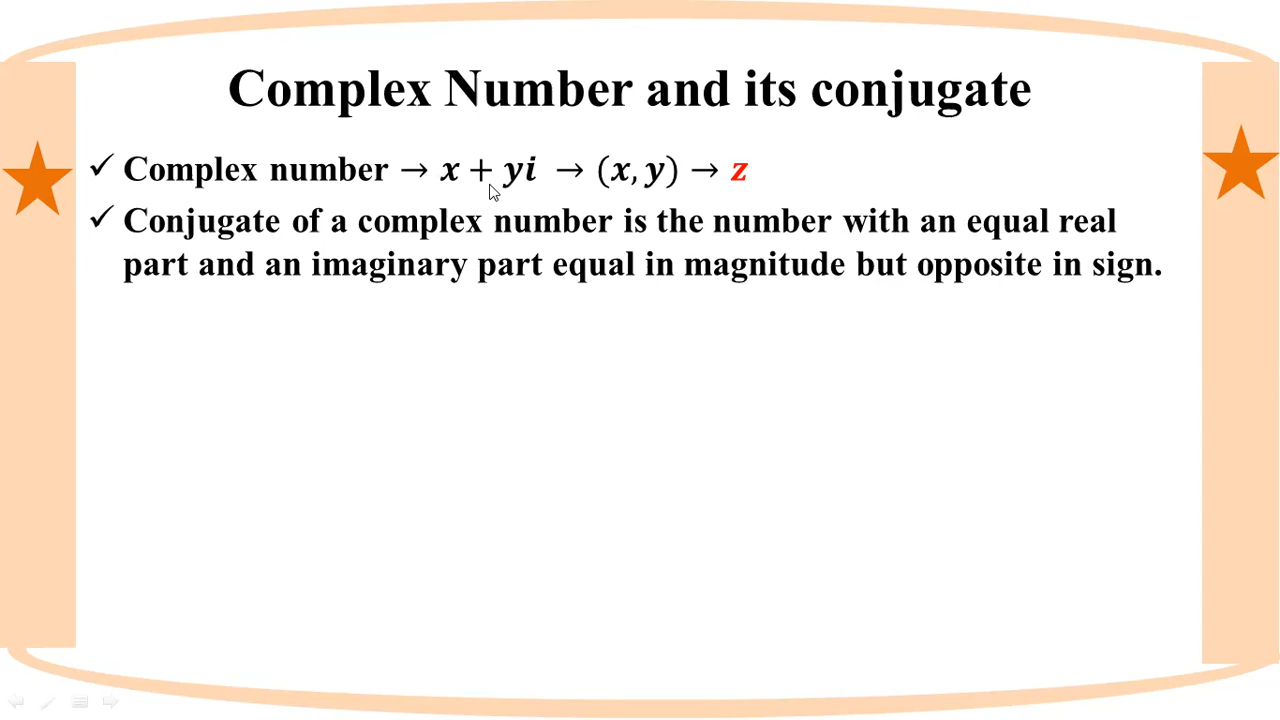 Complex Number and its conjugate
✓ Complex number → x + yi → (x, y) → z
✓ Conjugate of a complex number is the number with an equal real
part and an imaginary part equal in magnitude but opposite in sign.